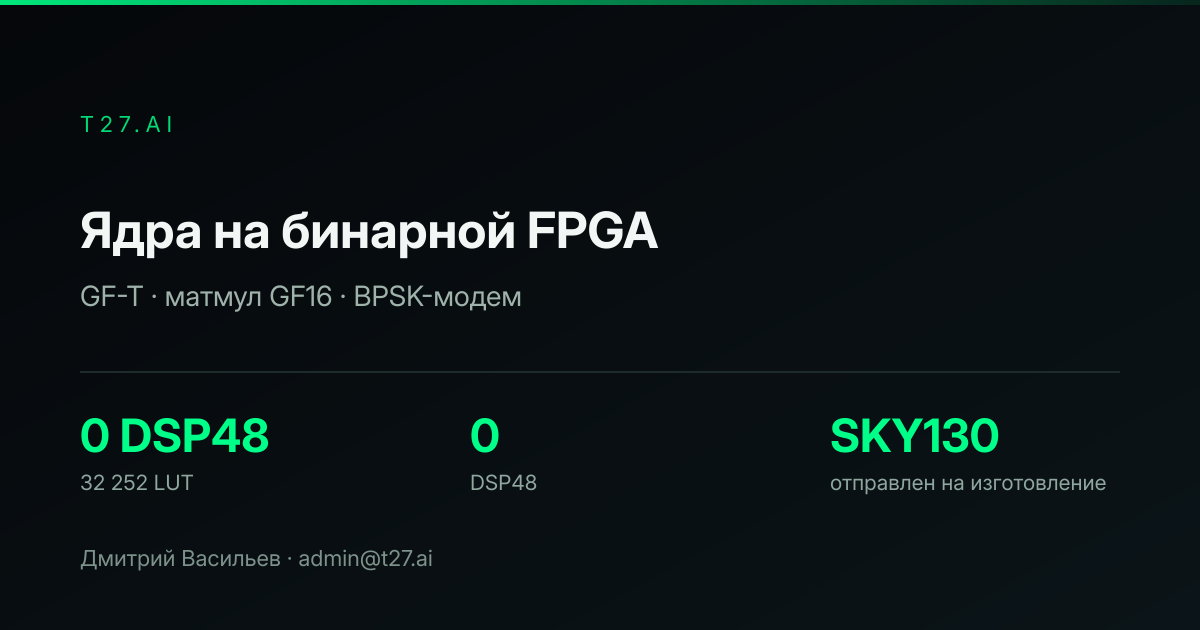 T27.AI
Ядра на бинарной FPGA
GF-T · матмул GF16 · BPSK-модем
0 DSP48
32 252 LUT
0
DSP48
SKY130
отправлен на изготовление
Дмитрий Васильев · admin@t27.ai